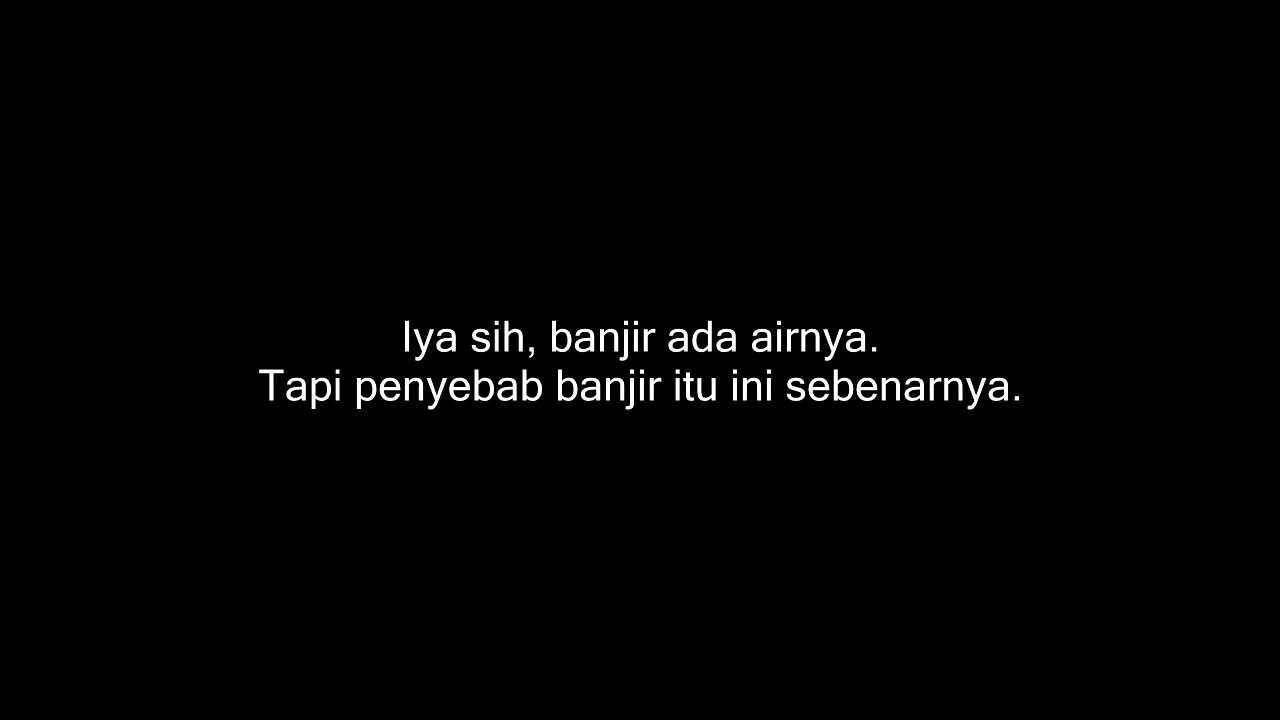 Iya sih, banjir ada airnya.
Tapi penyebab banjir itu ini sebenarnya.